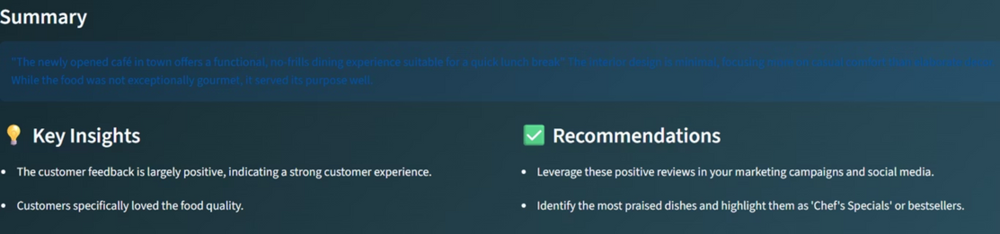 Summary
"The newly opened café in town offers a functional, no-frills dining experience suitable for a quick lunch break" The interior design is minimal, focusing more on
While the food was not exceptionally gourmet, it served its purpose well.
Key Insights
The customer feedback is largely positive, indicating a strong customer experience.
Customers specifically loved the food quality.
Recommendations
Leverage these positive reviews in your marketing campaigns and social media.
Identify the most praised dishes and highlight them as 'Chef's Specials' or bestsellers.